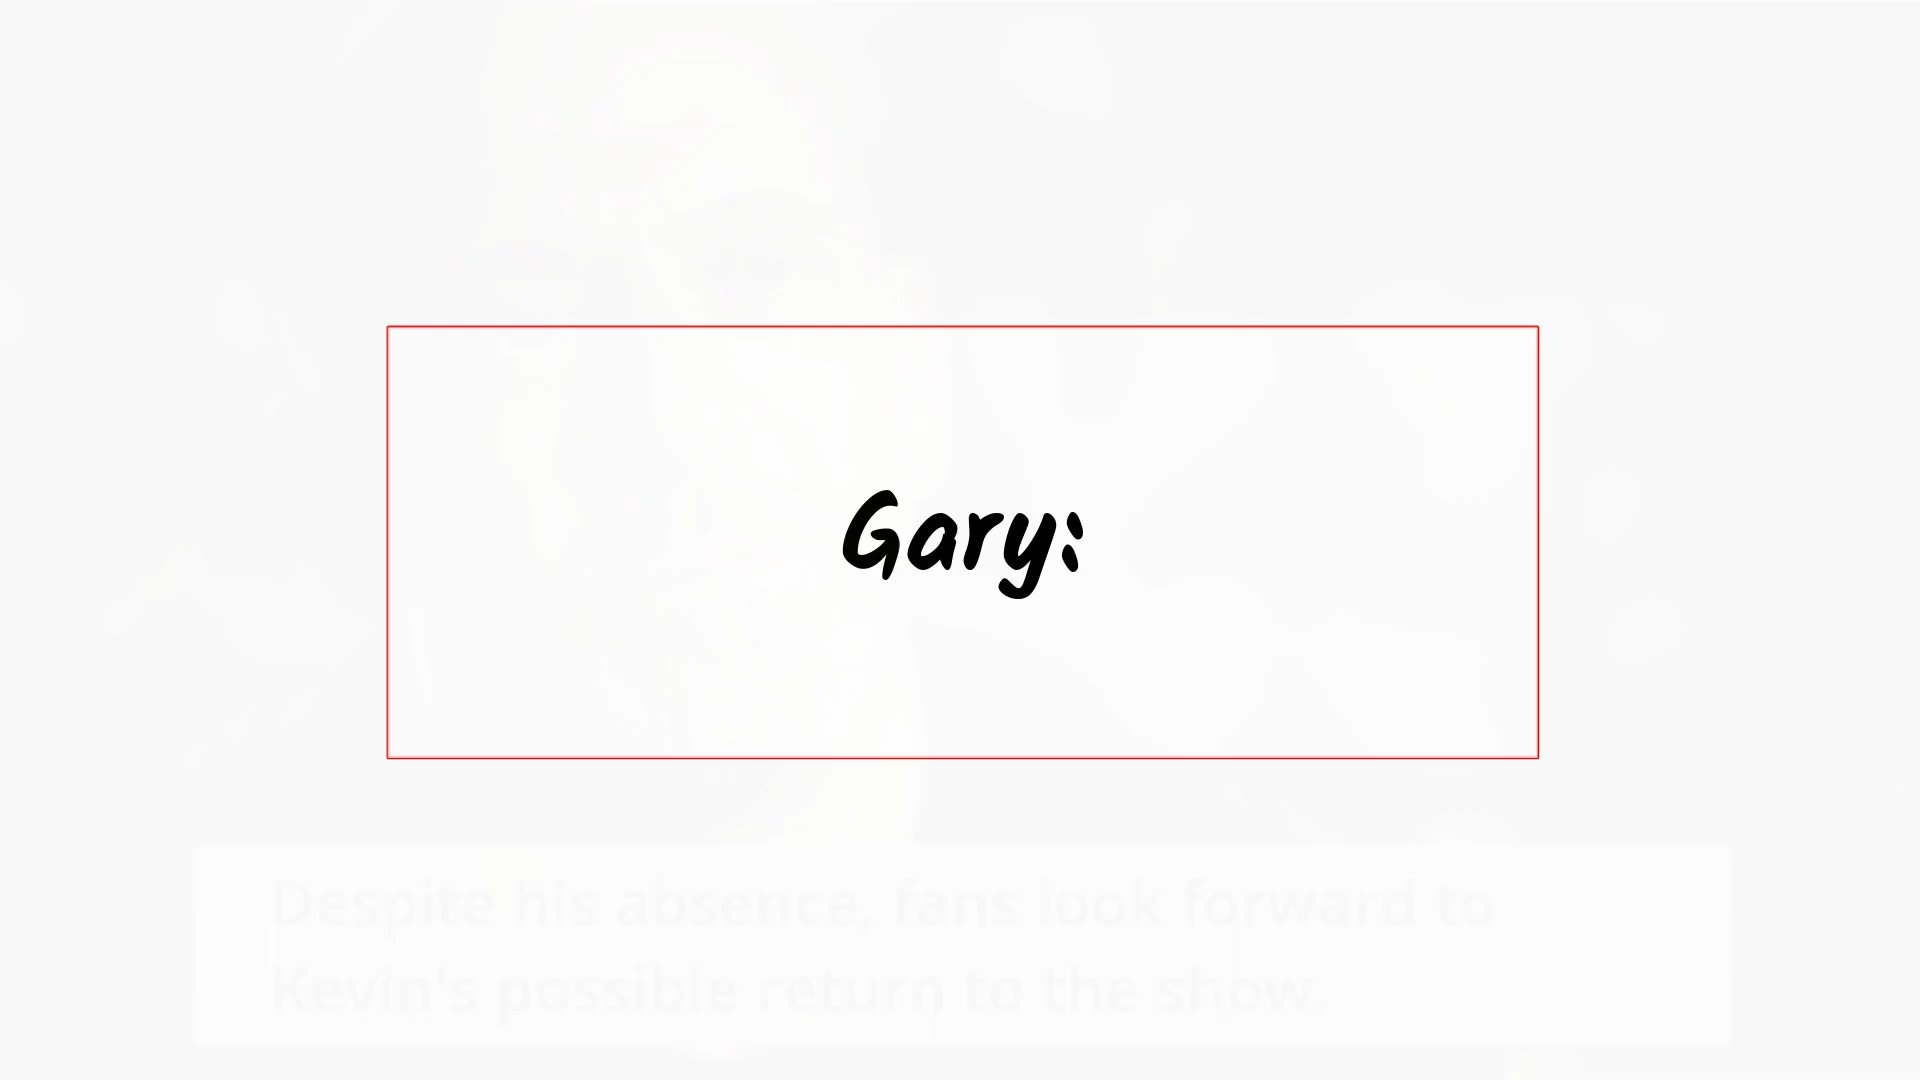 Gary:
Despite his absence, fans look forward to
Kevin's possible return to the show.